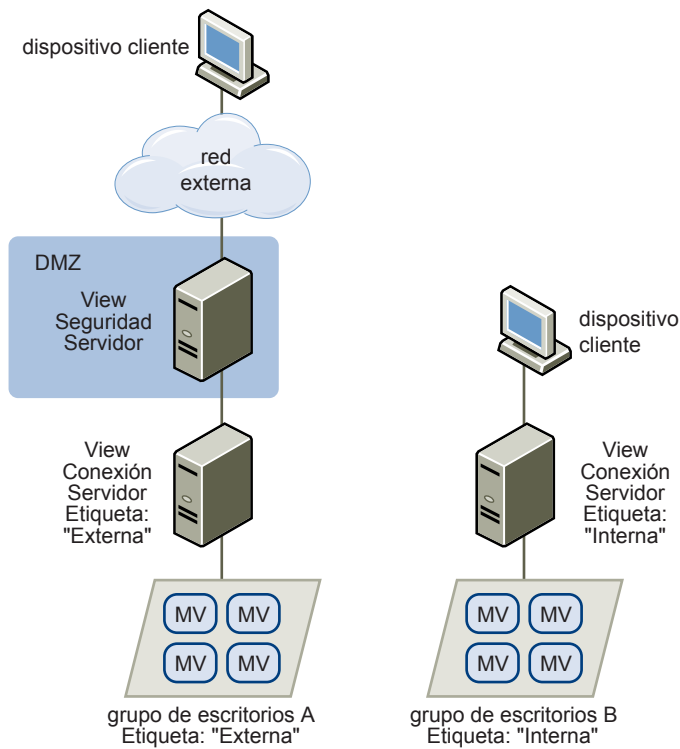 dispositivo cliente
red
externa
DMZ
View
Seguridad
Servidor
View
Conexión
Servidor
Etiqueta:
"Externa"
MV MV
MV MV
grupo de escritorios A
Etiqueta: "Externa"
dispositivo
cliente
View
Conexión
Servidor
Etiqueta:
"Interna"
MV MV
MV MV
grupo de escritorios B
Etiqueta: "Interna"